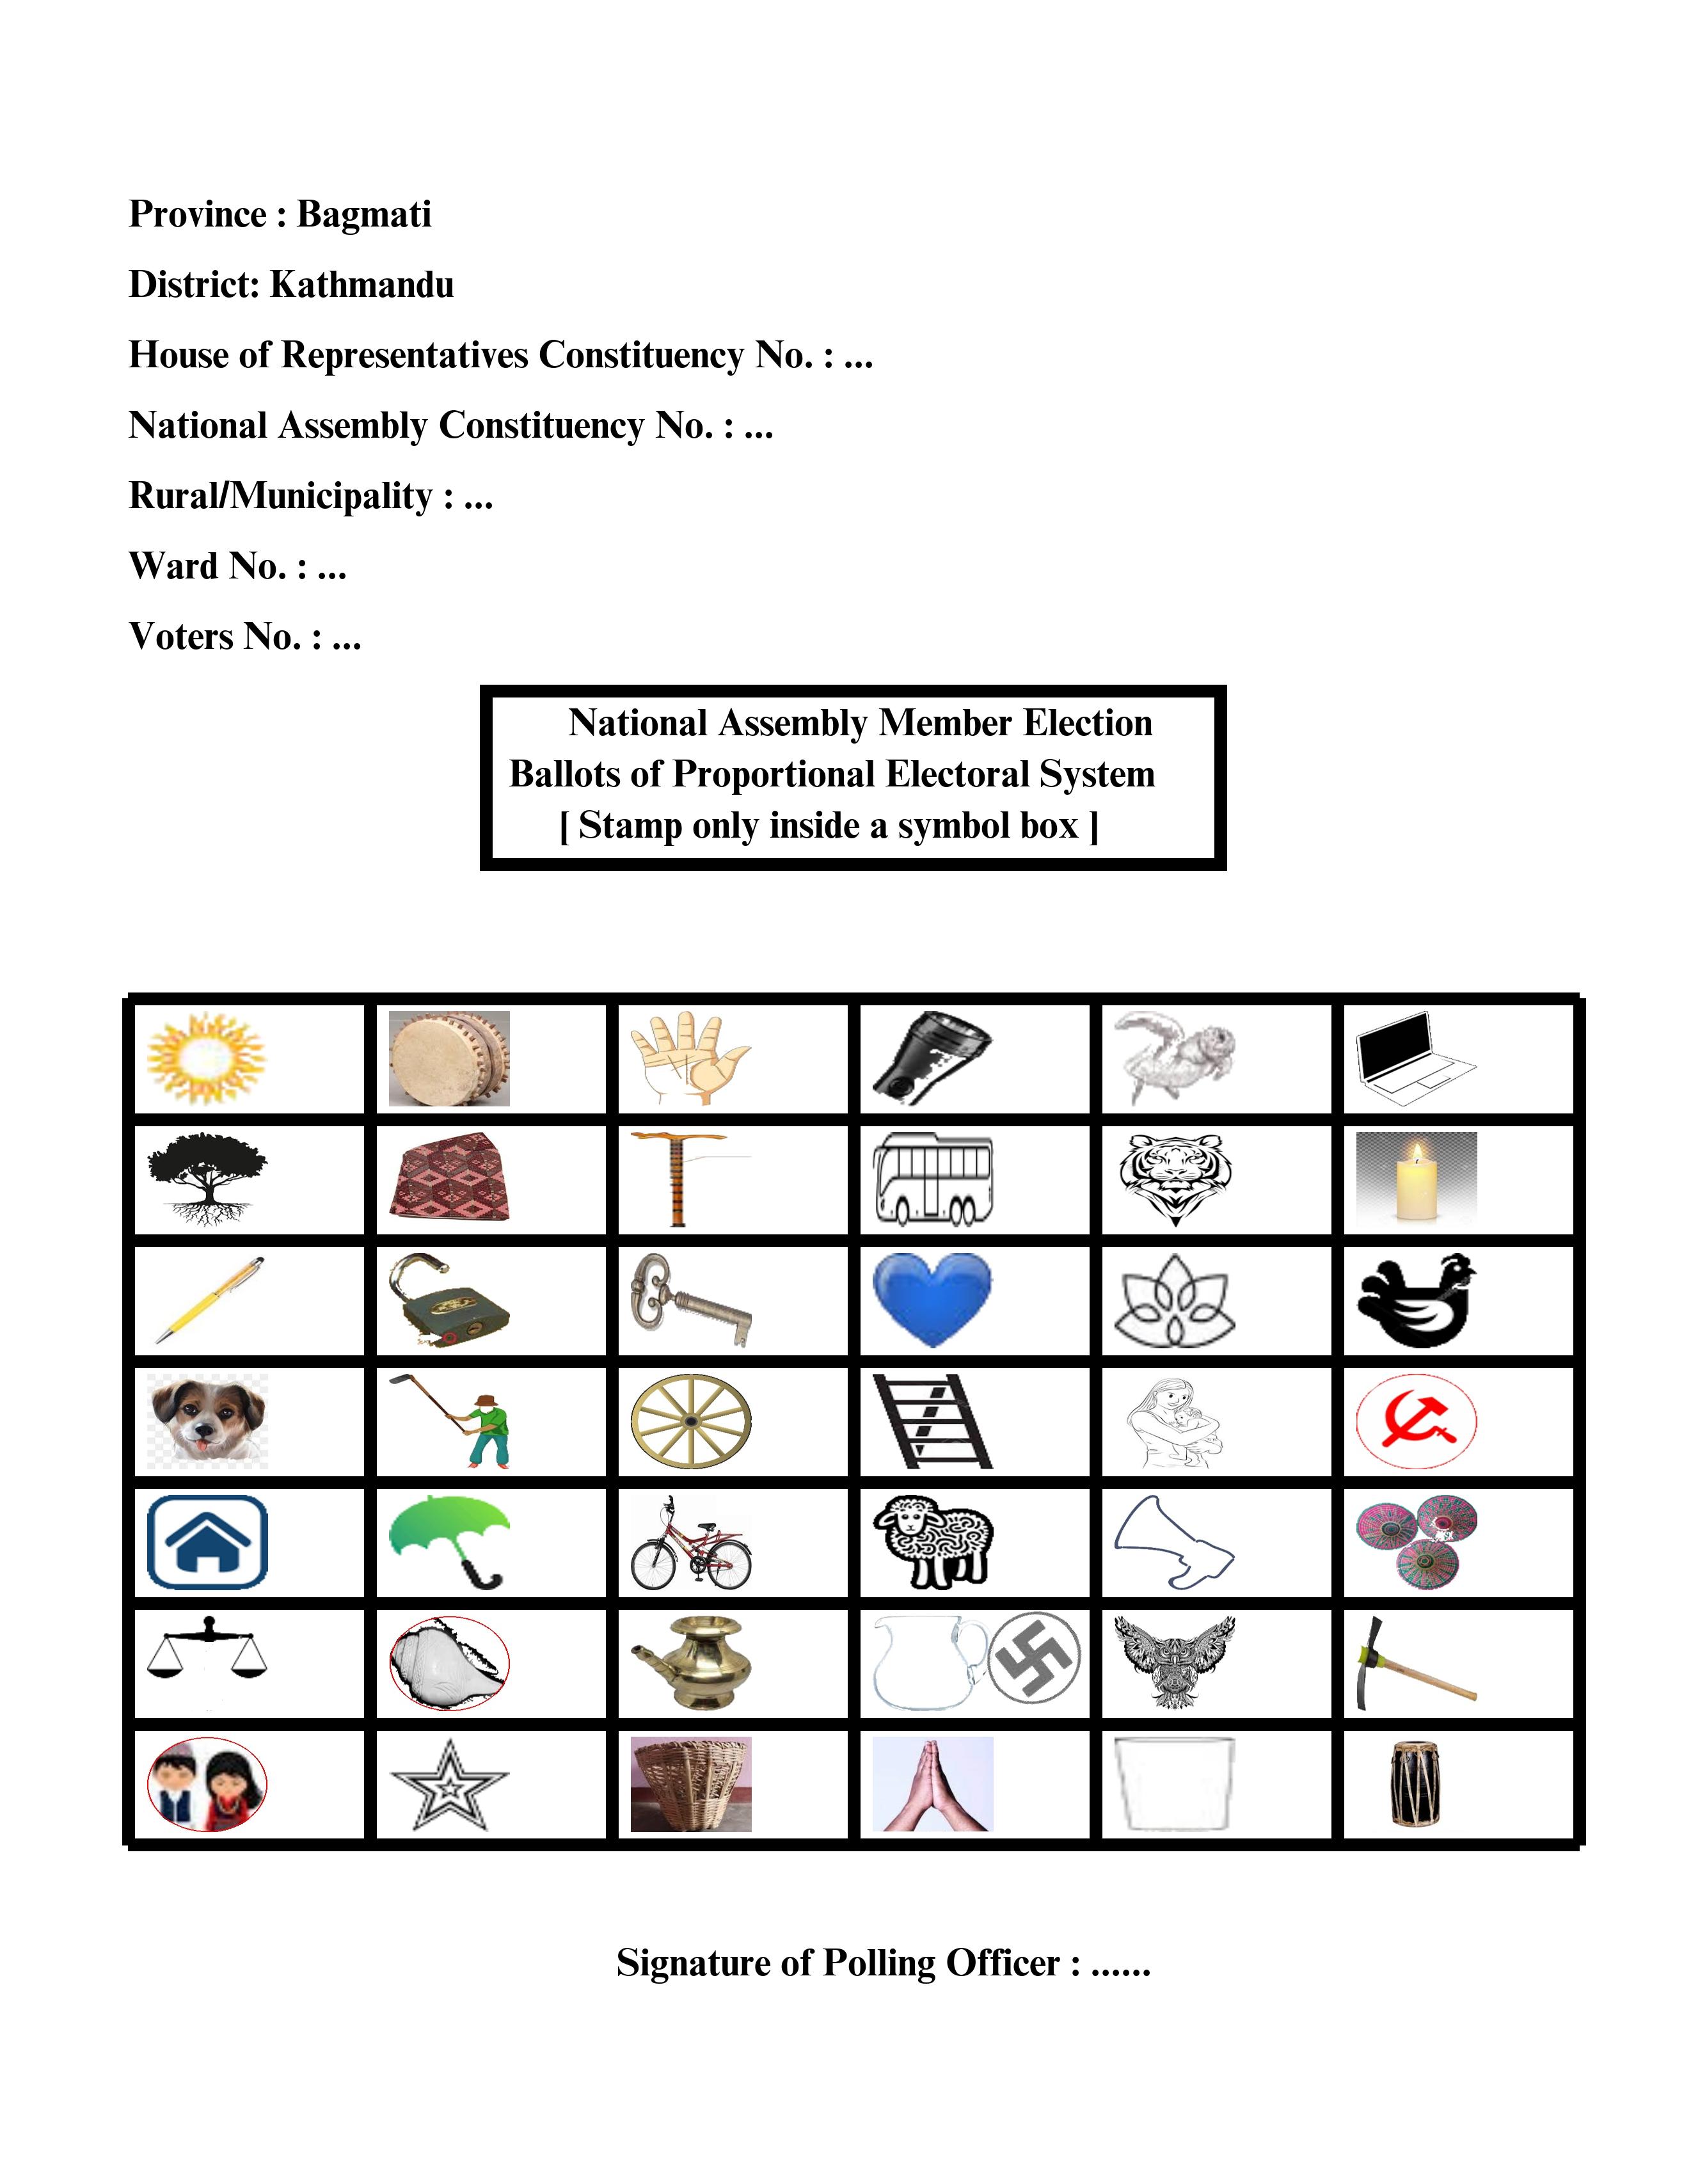 Province : Bagmati
District: Kathmandu
House of Representatives Constituency No. : ...
National Assembly Constituency No. : ...
Rural/Municipality : ...
Ward No. : ...
Voters No. : ...
National Assembly Member Election
Ballots of Proportional Electoral System
[ Stamp only inside a symbol box ]
Signature of Polling Officer : ......